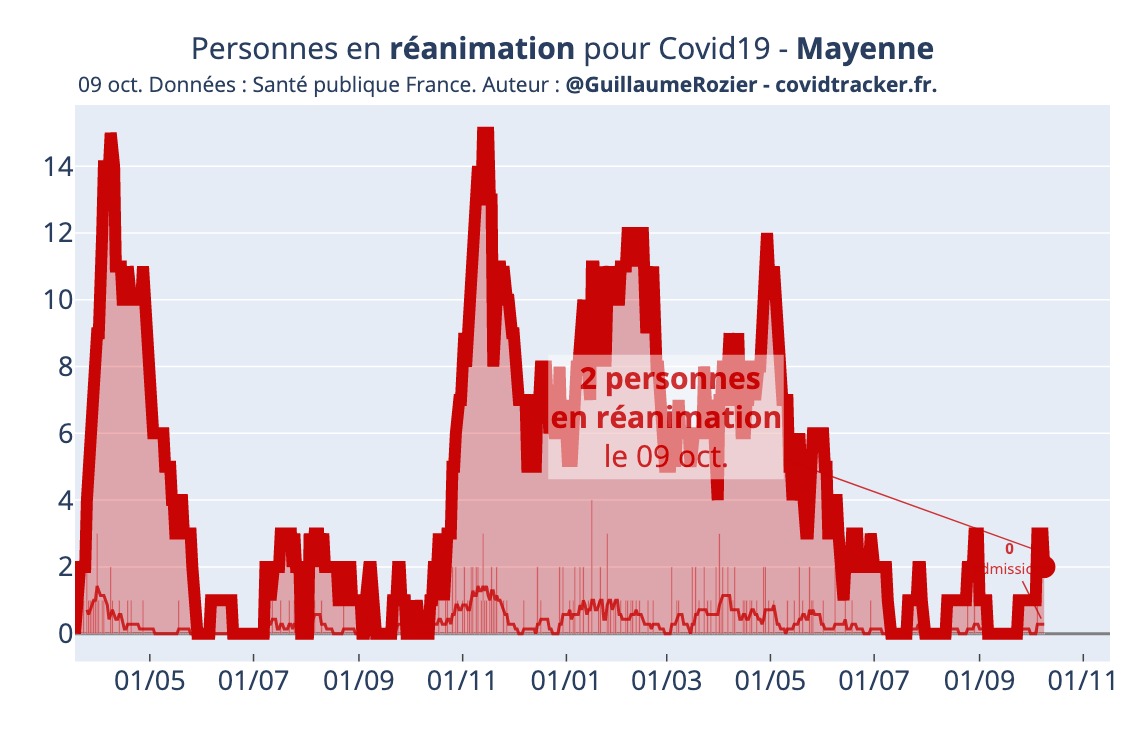 Personnes en réanimation pour Covid19 - Mayenne
09 oct. Données : Santé publique France. Auteur : @GuillaumeRozier - covidtracker.fr.
14
12
10
8
6
4
2
0
2 personnes
en réanimation
le 09 oct.
0
01/05 01/07 01/09 01/11 01/01 01/03 01/05 01/07 01/09 01/11